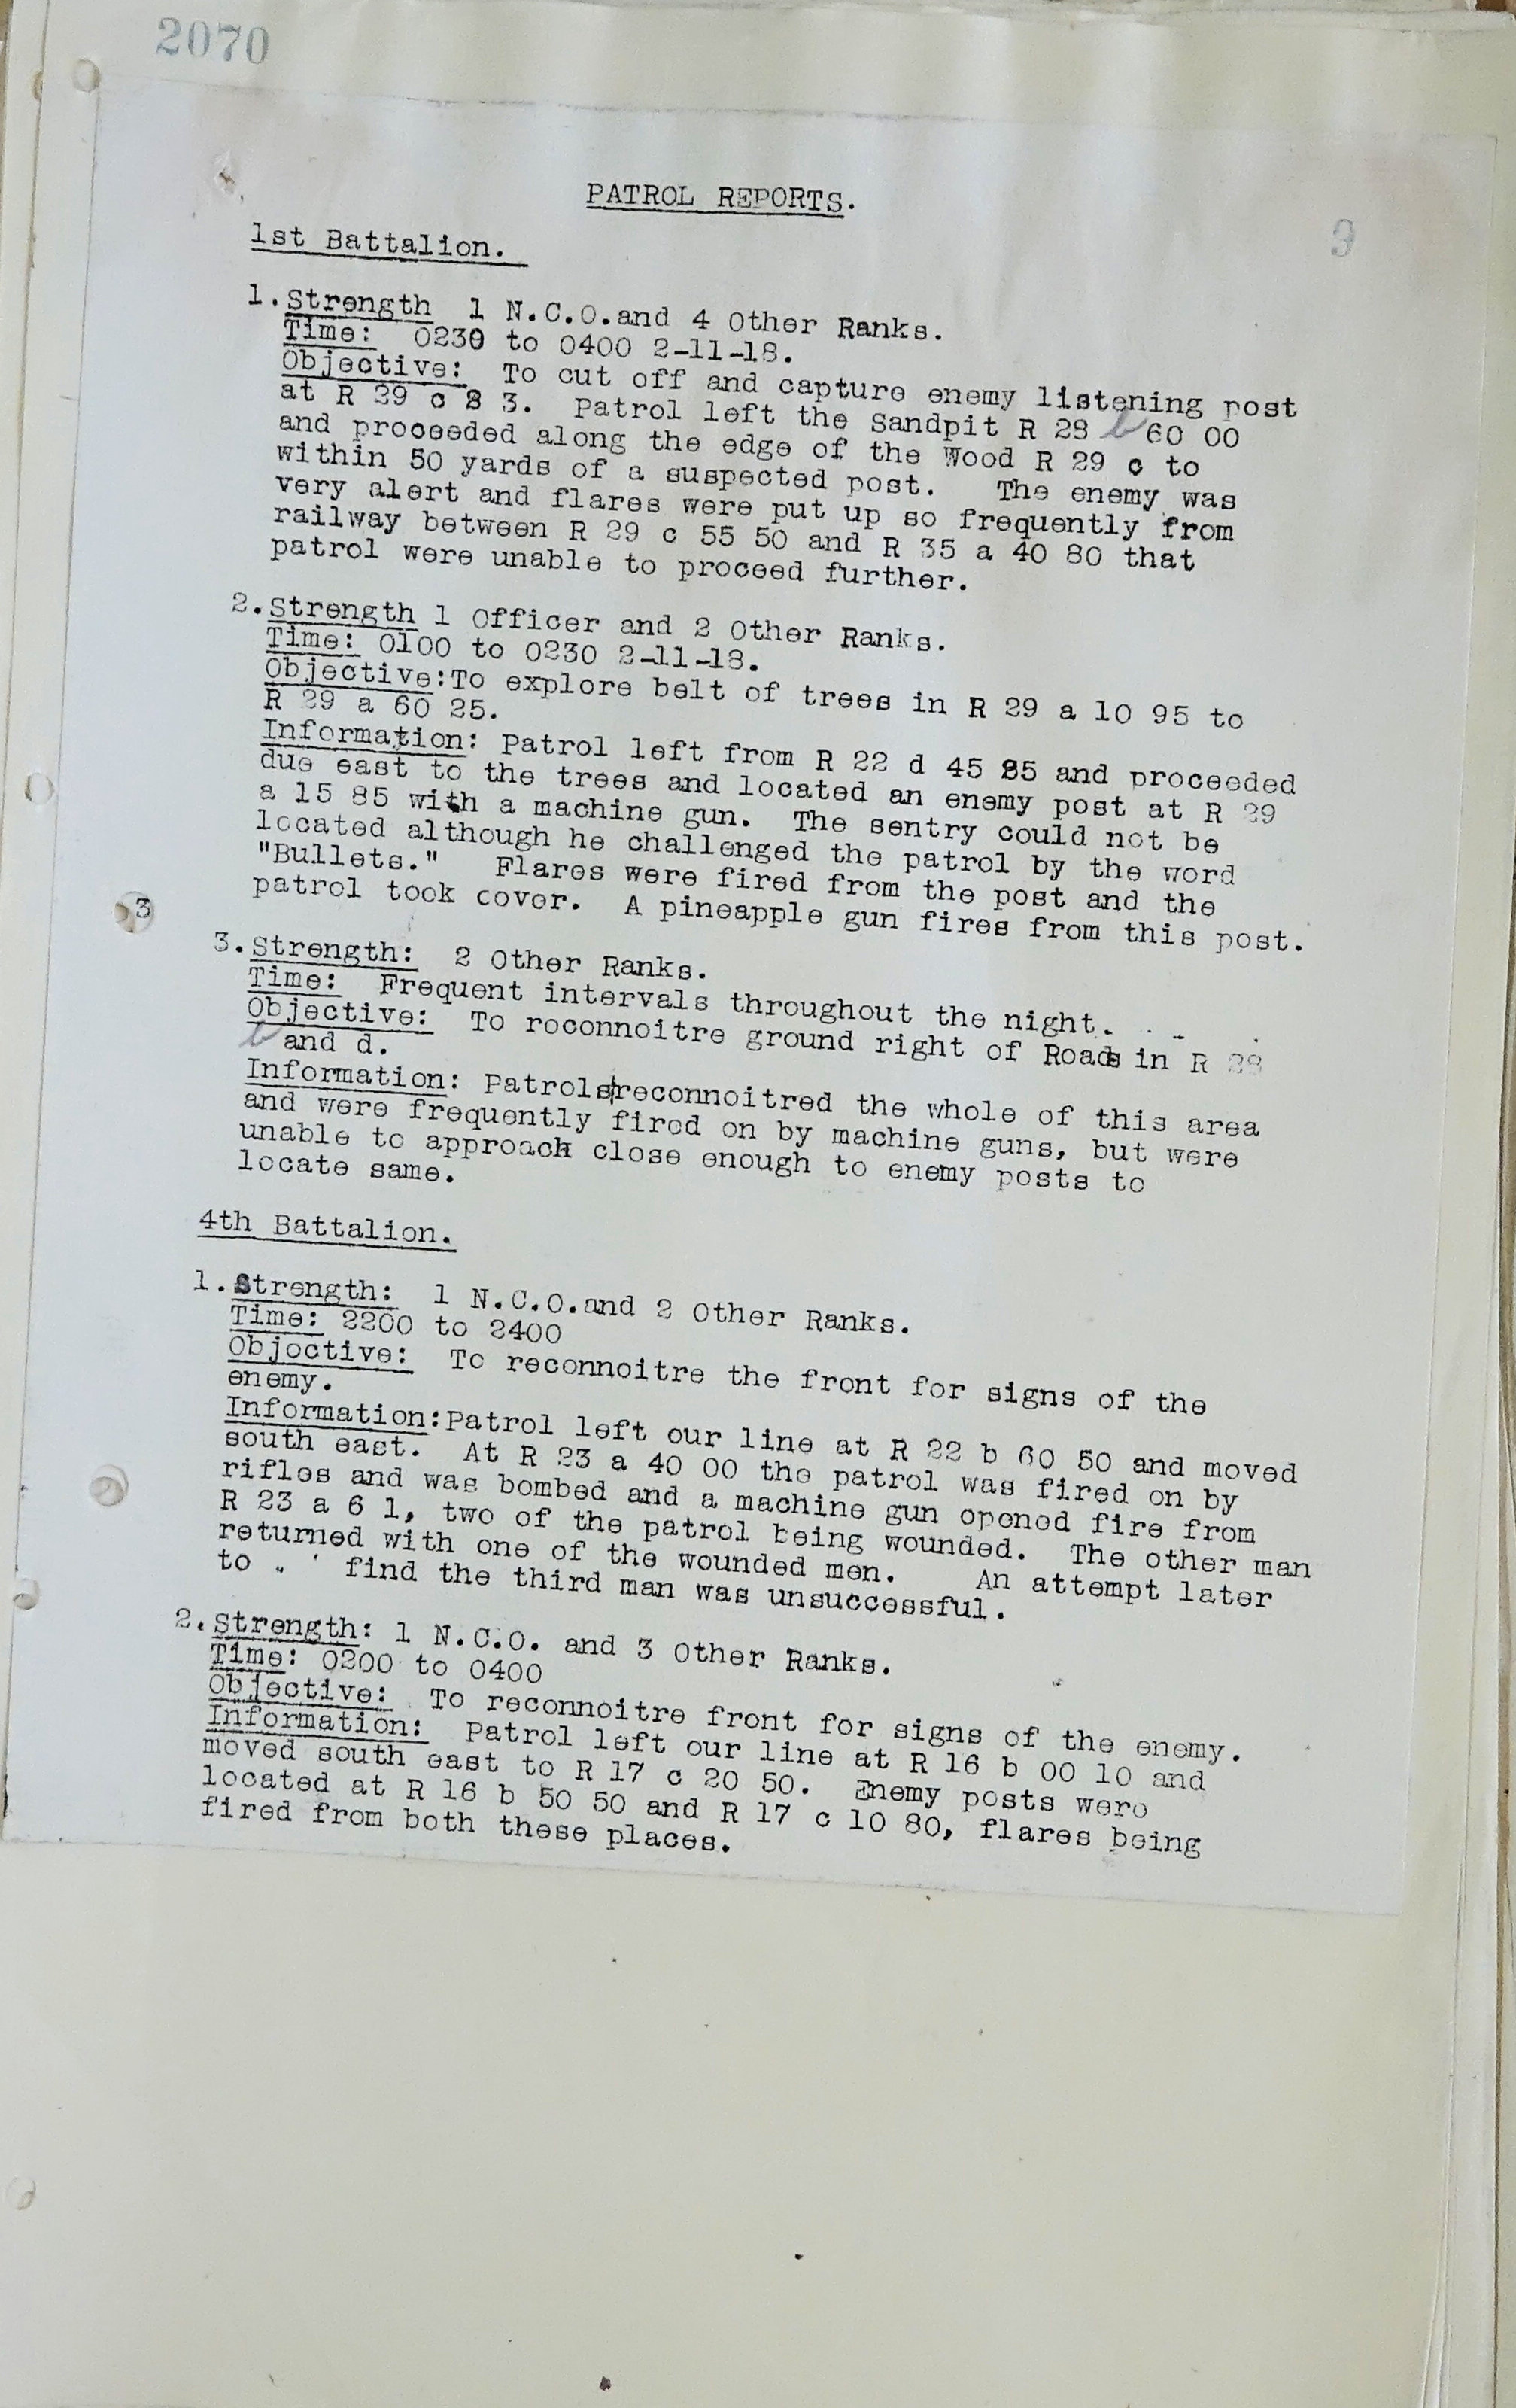 2070
PATROL REPORTS.
9
1st Battalion.
1. Strength 1 N.C.O. and 4 Other Ranks.
Time: 0230 to 0400 2-11-18.
Objective: To cut off and capture enemy listening post
at R 29 c 8 3. Patrol left the Sandpit R 28 b 60 00
and proceeded along the edge of the Wood R 29 c to
within 50 yards of a suspected post. The enemy was
very alert and flares were put up so frequently from
railway between R 29 c 55 50 and R 35 a 40 80 that
patrol were unable to proceed further.
2. Strength 1 Officer and 2 Other Ranks.
Time: 0100 to 0230 2-11-18.
Objective: To explore belt of trees in R 29 a 10 95 to
R 29 a 60 25.
Information: Patrol left from R 22 d 45 85 and proceeded
due east to the trees and located an enemy post at R 29
a 15 85 with a machine gun. The sentry could not be
located although he challenged the patrol by the word
"Bullets." Flares were fired from the post and the
patrol took cover. A pineapple gun fires from this post.
3
3. Strength: 2 Other Ranks.
Time: Frequent intervals throughout the night.
Objective: To roconnoitre ground right of Roads in R 28
b and d.
Information: Patrols reconnoitred the whole of this area
and were frequently fired on by machine guns, but were
unable to approach close enough to enemy posts to
locate same.
4th Battalion.
1. Strength: 1 N.C.O. and 2 Other Ranks.
Time: 2200 to 2400
Objective: To reconnoitre the front for signs of the
enemy.
Information: Patrol left our line at R 22 b 60 50 and moved
south east. At R 23 a 40 00 the patrol was fired on by
rifles and was bombed and a machine gun opened fire from
R 23 a 6 1, two of the patrol being wounded. The other man
returned with one of the wounded men. An attempt later
to find the third man was unsuccessful.
2. Strength: 1 N.C.O. and 3 Other Ranks.
Time: 0200 to 0400
Objective: To reconnoitre front for signs of the enemy.
Information: Patrol left our line at R 16 b 00 10 and
moved south east to R 17 c 20 50. Enemy posts were
located at R 16 b 50 50 and R 17 c 10 80, flares being
fired from both these places.